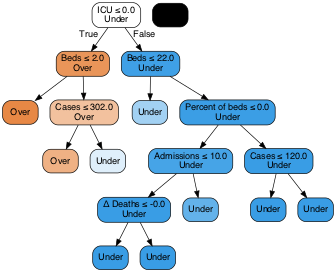 ICU ≤ 0.0
Under
True
False
Beds ≤ 2.0
Over
Beds ≤ 22.0
Under
Over
Cases ≤ 302.0
Over
Under
Percent of beds ≤ 0.0
Under
Over
Under
Admissions ≤ 10.0
Under
Cases ≤ 120.0
Under
Δ Deaths ≤ -0.0
Under
Under
Under
Under
Under
Under